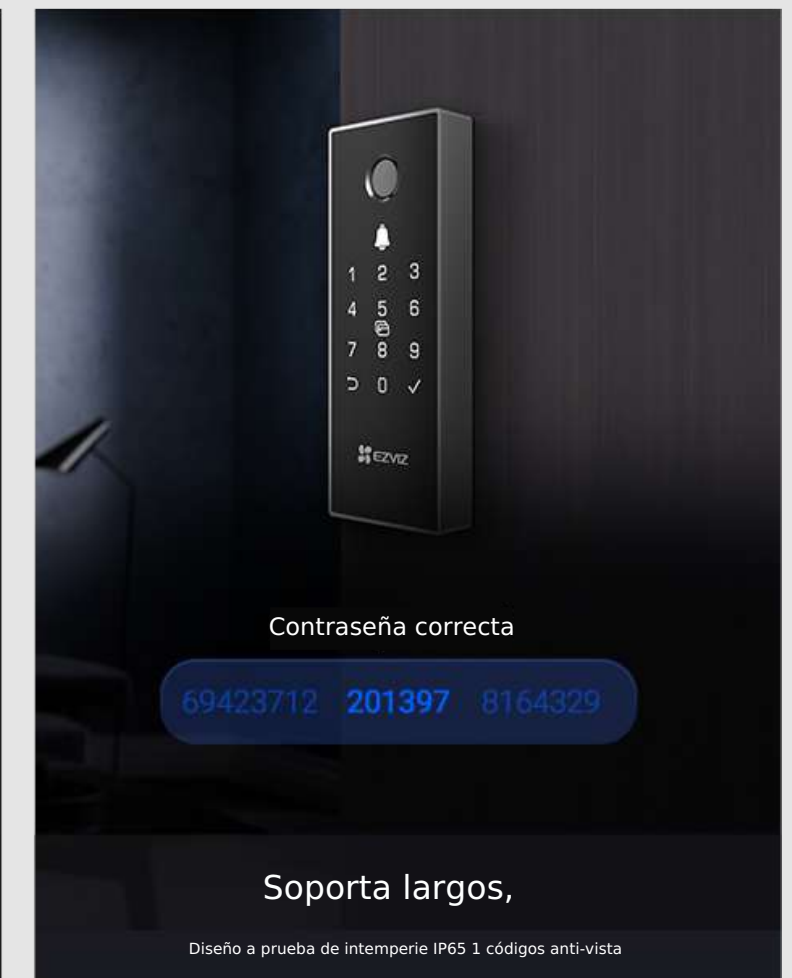 1 2 3
4 5 6
7 8 9
0
EZVIZ
Contraseña correcta
69423712 201397 8164329
Soporta largos,
Diseño a prueba de intemperie IP65 1 códigos anti-vista